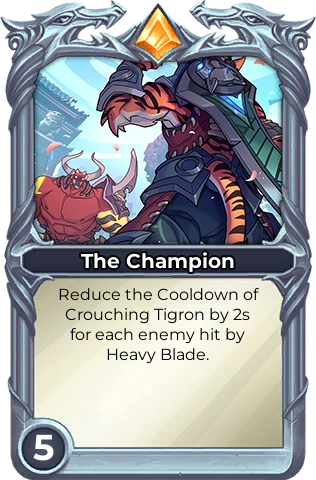 The Champion
Reduce the Cooldown of
Crouching Tigron by 2s
for each enemy hit by
Heavy Blade.
5